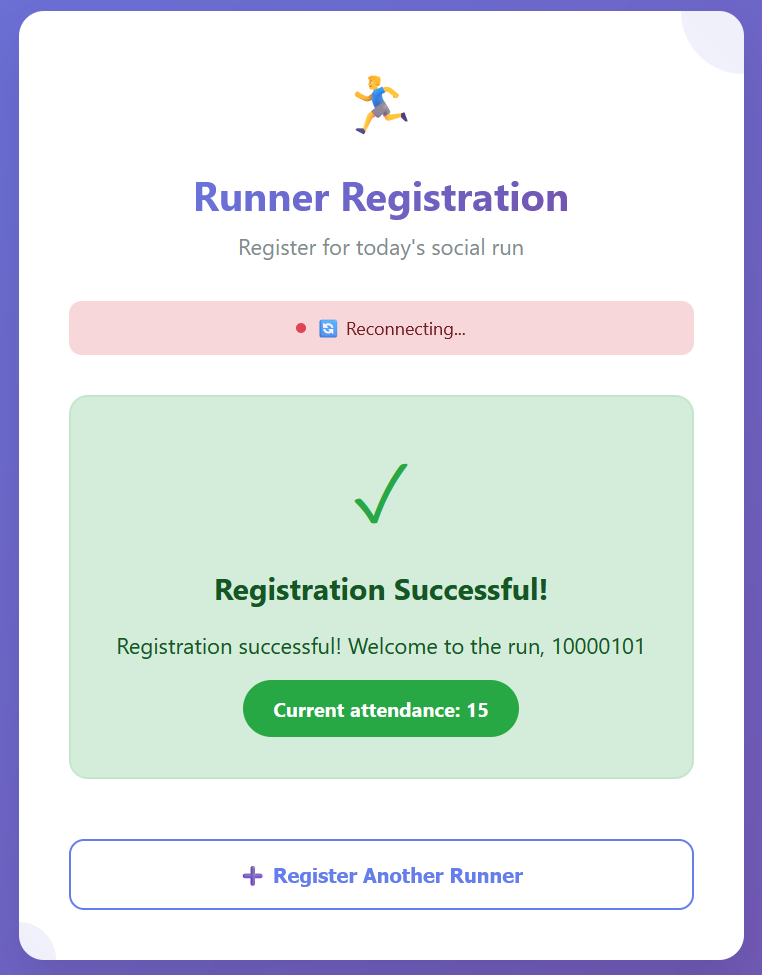 Runner Registration
Register for today's social run
Reconnecting...
Registration Successful!
Registration successful! Welcome to the run, 10000101
Current attendance: 15
Register Another Runner